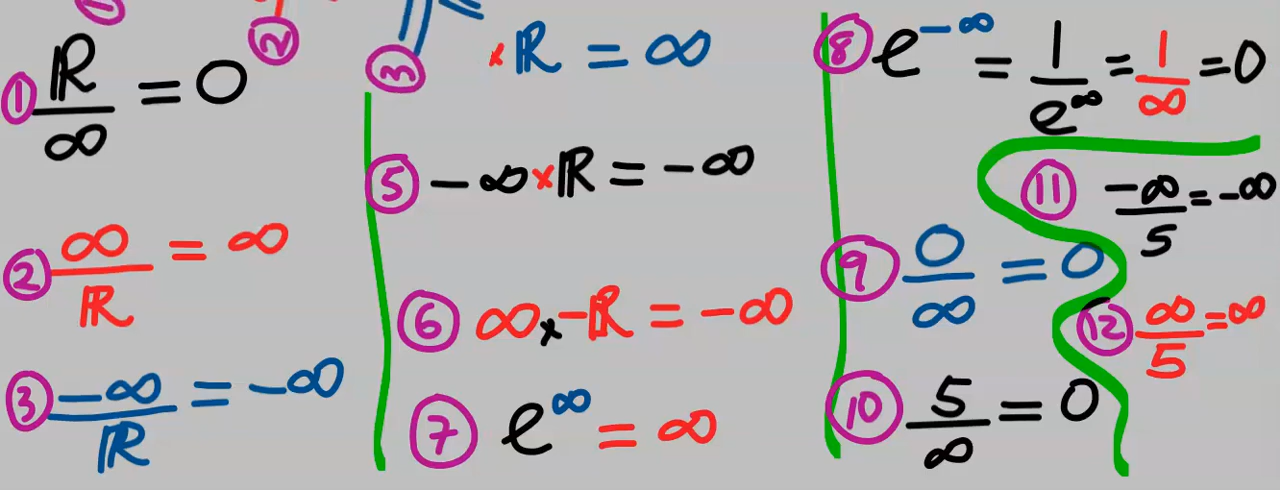 ① ℝ/∞ = 0
② ∞/ℝ = ∞
③ -∞/ℝ = -∞
×ℝ = ∞
⑤ -∞×ℝ = -∞
⑥ ∞×-ℝ = -∞
⑦ e^∞ = ∞
⑧ e^-∞ = 1/e^∞ = 1/∞ = 0
⑨ 0/∞ = 0
⑩ 5/∞ = 0
⑪ -∞/5 = -∞
⑫ ∞/5 = ∞